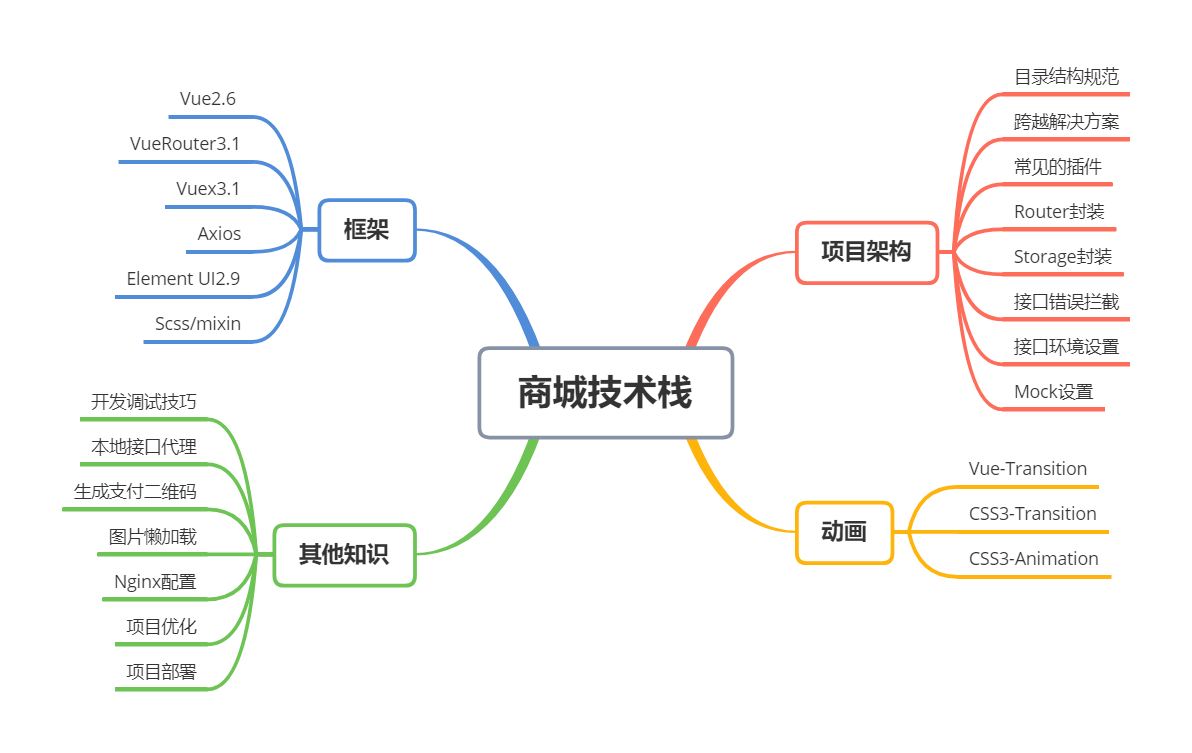 商城技术栈
框架
Vue2.6
VueRouter3.1
Vuex3.1
Axios
Element UI2.9
Scss/mixin
其他知识
开发调试技巧
本地接口代理
生成支付二维码
图片懒加载
Nginx配置
项目优化
项目部署
项目架构
目录结构规范
跨越解决方案
常见的插件
Router封装
Storage封装
接口错误拦截
接口环境设置
Mock设置
动画
Vue-Transition
CSS3-Transition
CSS3-Animation